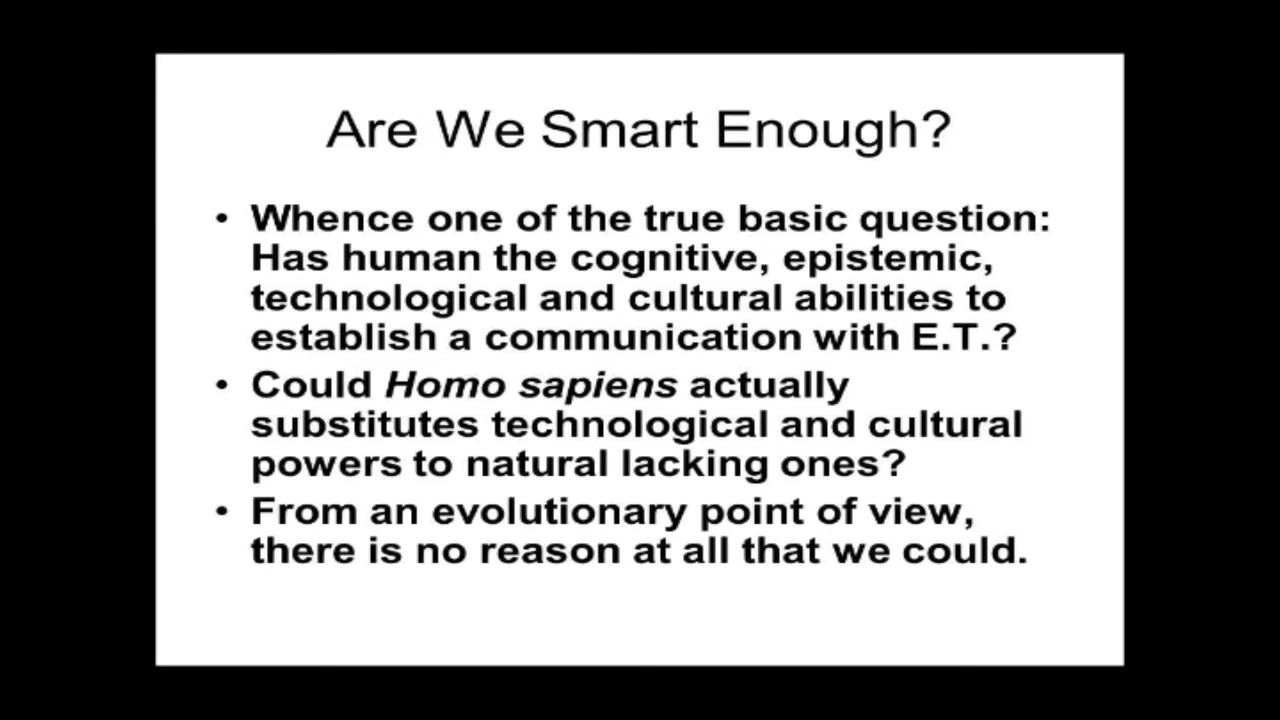 Are We Smart Enough?
• Whence one of the true basic question:
Has human the cognitive, epistemic,
technological and cultural abilities to
establish a communication with E.T.?
• Could Homo sapiens actually
substitutes technological and cultural
powers to natural lacking ones?
• From an evolutionary point of view,
there is no reason at all that we could.